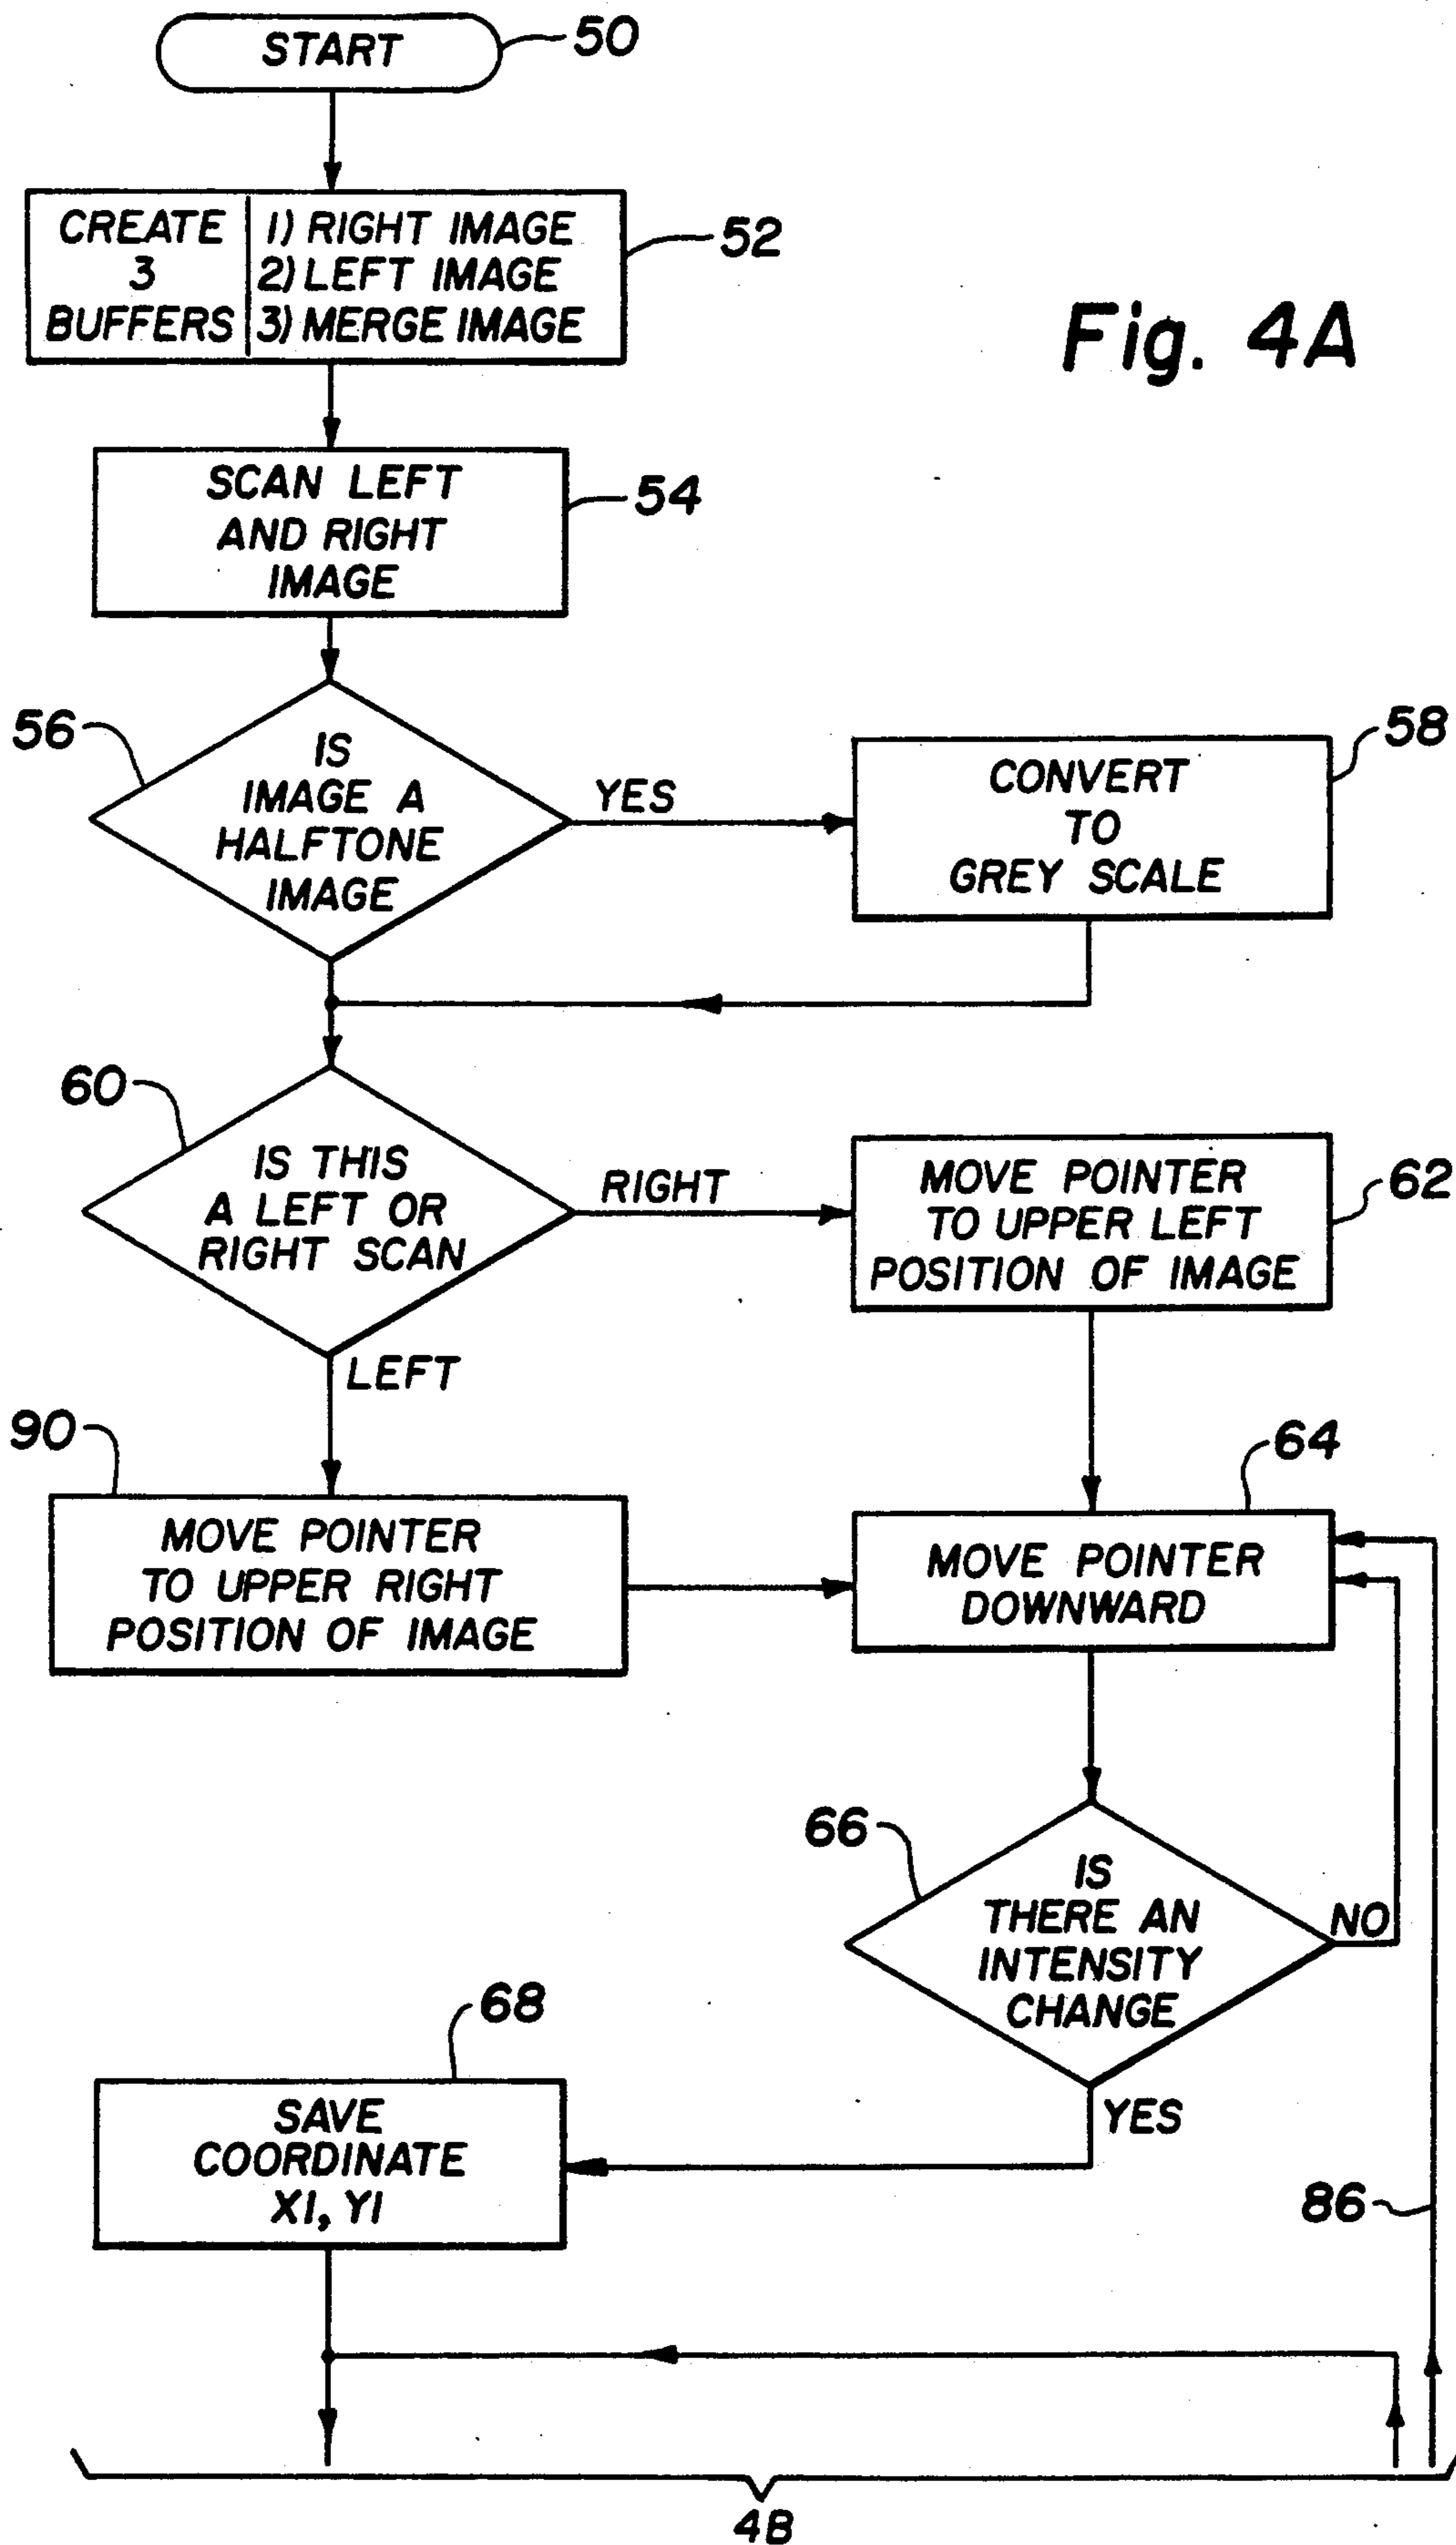 START
50
CREATE
3
BUFFERS
1) RIGHT IMAGE
2) LEFT IMAGE
3) MERGE IMAGE
52
Fig. 4A
SCAN LEFT
AND RIGHT
IMAGE
54
56
IS
IMAGE A
HALFTONE
IMAGE
YES
58
CONVERT
TO
GREY SCALE
60
IS THIS
A LEFT OR
RIGHT SCAN
RIGHT
LEFT
62
MOVE POINTER
TO UPPER LEFT
POSITION OF IMAGE
90
MOVE POINTER
TO UPPER RIGHT
POSITION OF IMAGE
64
MOVE POINTER
DOWNWARD
66
IS
THERE AN
INTENSITY
CHANGE
NO
YES
68
SAVE
COORDINATE
X1, Y1
86
4B